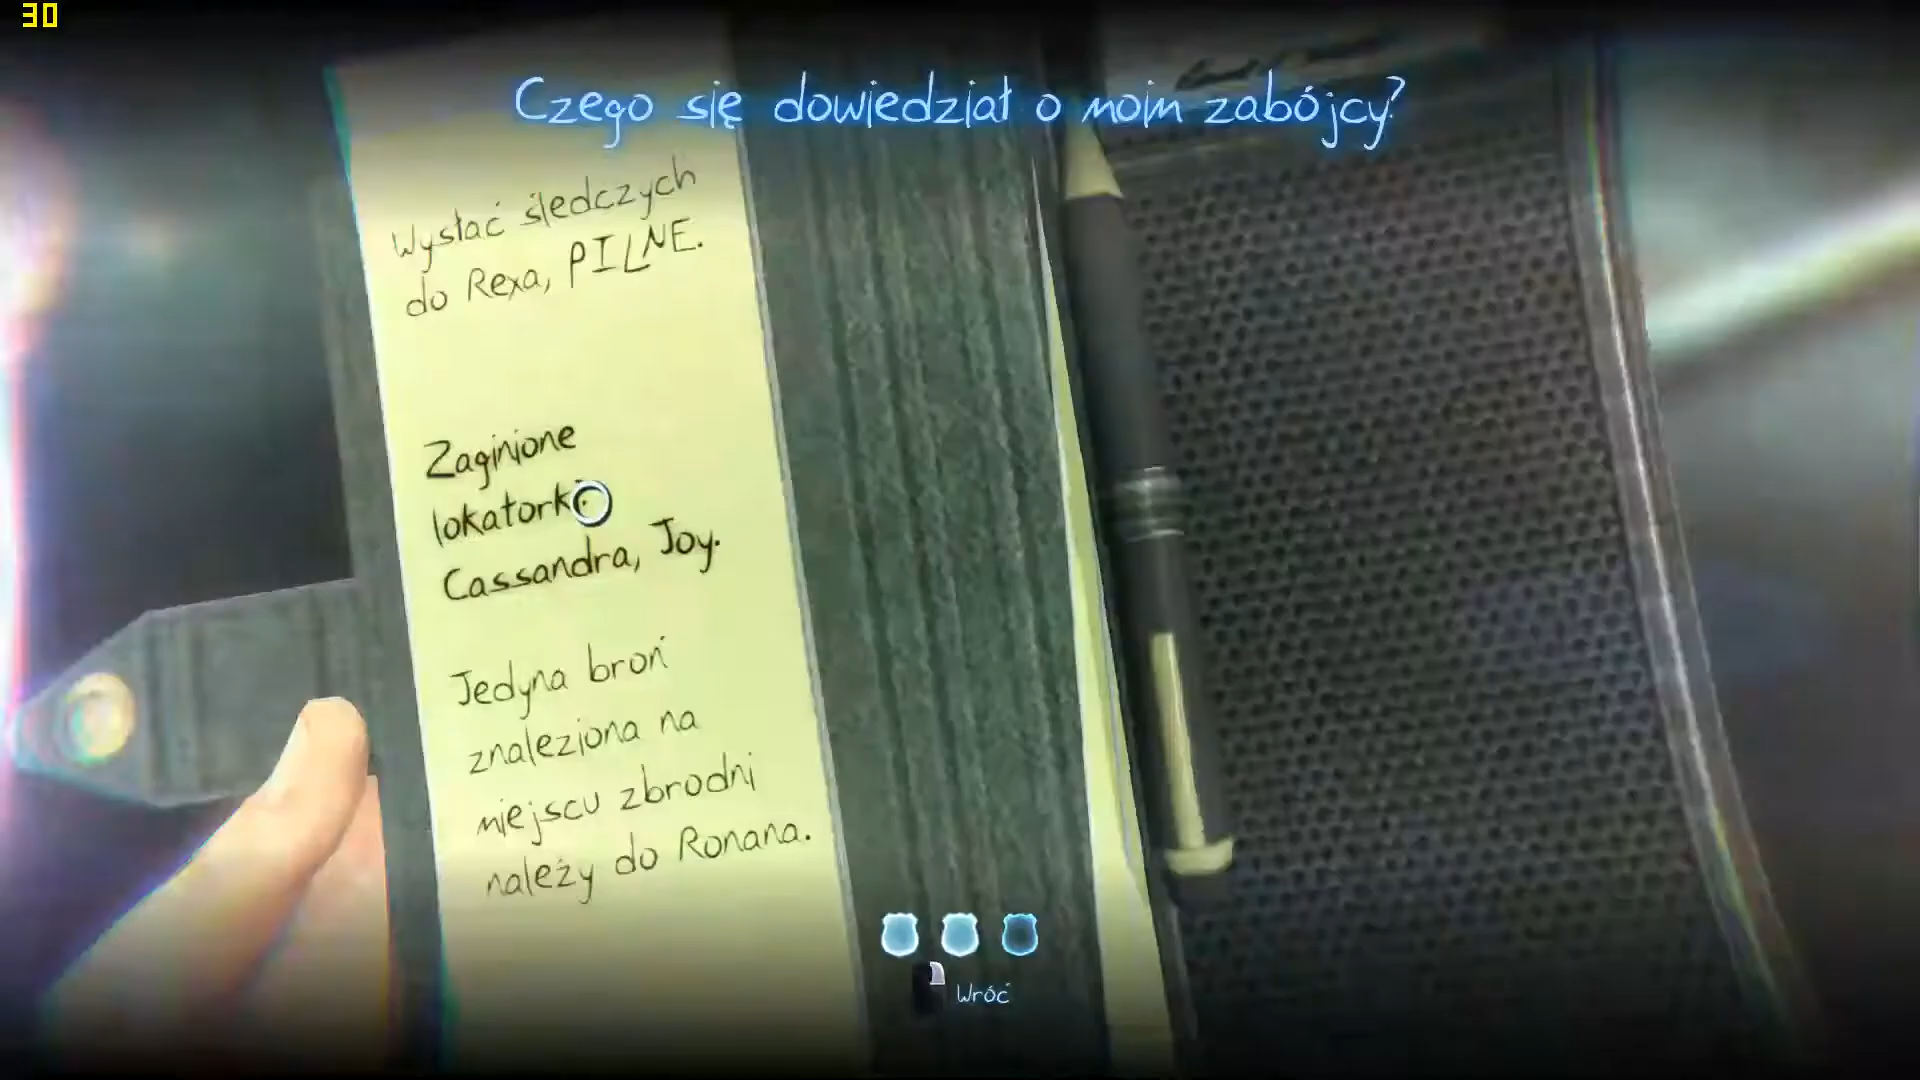 30
Czego się dowiedział o moim zabójcy?
Wysłać śledczych
do Rexa, PILNE.
Zaginione
lokatorki
Cassandra, Joy.
Jedyna broń
znaleziona na
miejscu zbrodni
należy do Ronana.
Wróć